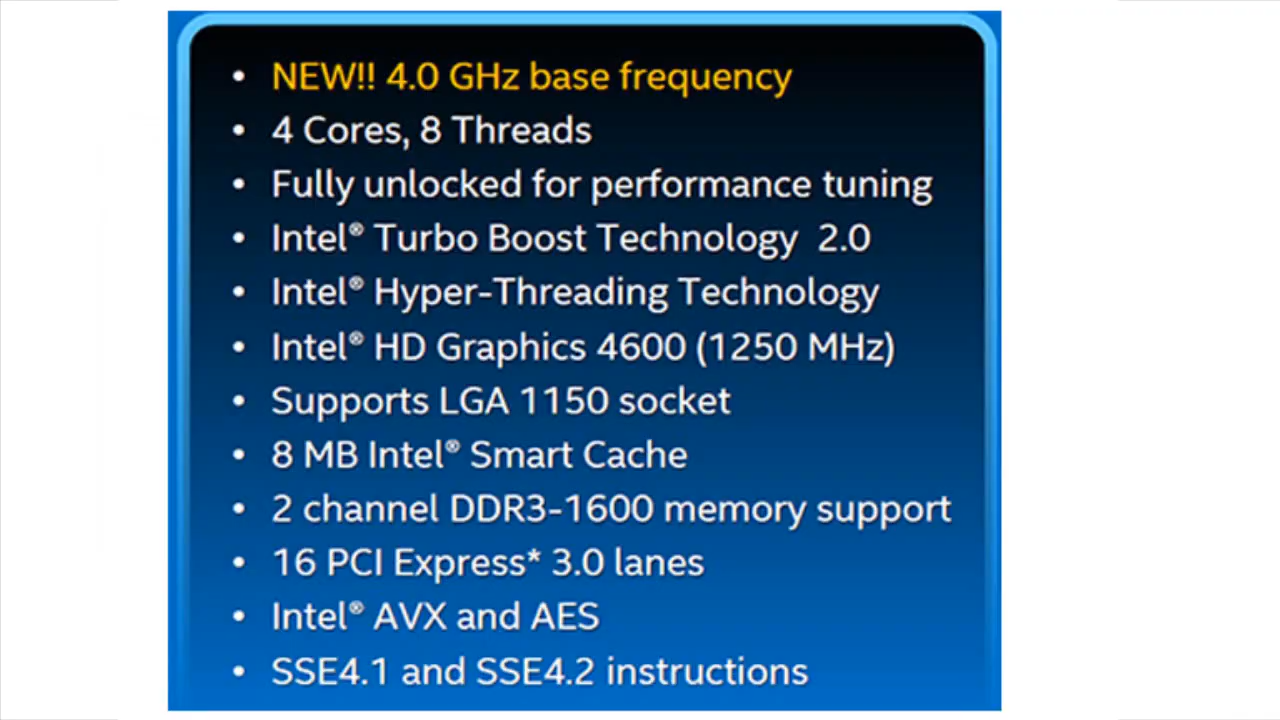 • NEW!! 4.0 GHz base frequency
• 4 Cores, 8 Threads
• Fully unlocked for performance tuning
• Intel® Turbo Boost Technology  2.0
• Intel® Hyper-Threading Technology
• Intel® HD Graphics 4600 (1250 MHz)
• Supports LGA 1150 socket
• 8 MB Intel® Smart Cache
• 2 channel DDR3-1600 memory support
• 16 PCI Express* 3.0 lanes
• Intel® AVX and AES
• SSE4.1 and SSE4.2 instructions